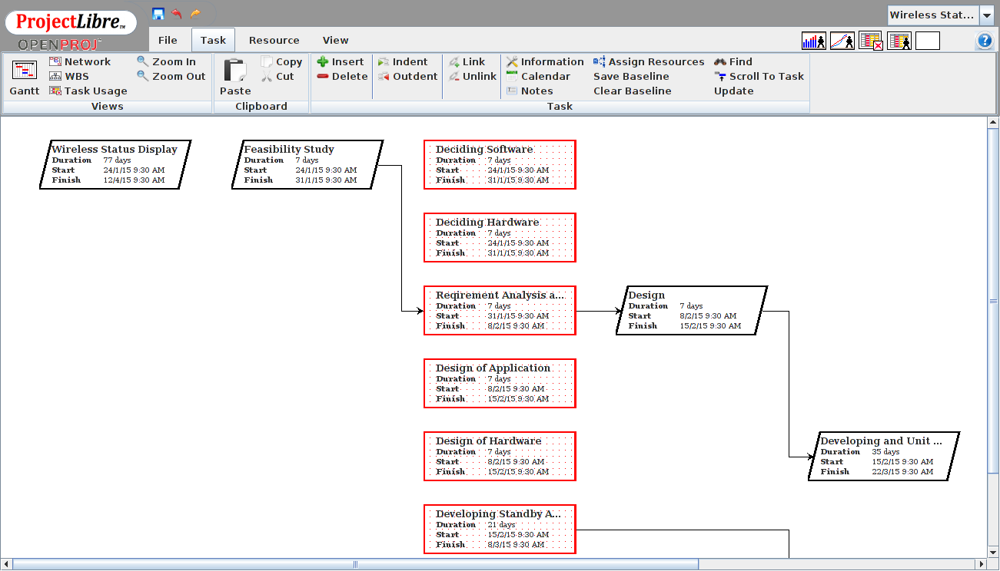 ProjectLibre™
OPENPROJ
Wireless Stat...
File Task Resource View
Gantt
Network
WBS
Task Usage
Zoom In
Zoom Out
Views
Paste
Copy
Cut
Clipboard
Insert
Delete
Indent
Outdent
Link
Unlink
Information
Calendar
Notes
Assign Resources
Save Baseline
Clear Baseline
Find
Scroll To Task
Update
Task
?
Wireless Status Display
Duration 77 days
Start 24/1/15 9:30 AM
Finish 12/4/15 9:30 AM
Feasibility Study
Duration 7 days
Start 24/1/15 9:30 AM
Finish 31/1/15 9:30 AM
Deciding Software
Duration 7 days
Start 24/1/15 9:30 AM
Finish 31/1/15 9:30 AM
Deciding Hardware
Duration 7 days
Start 24/1/15 9:30 AM
Finish 31/1/15 9:30 AM
Reqirement Analysis a...
Duration 7 days
Start 31/1/15 9:30 AM
Finish 8/2/15 9:30 AM
Design
Duration 7 days
Start 8/2/15 9:30 AM
Finish 15/2/15 9:30 AM
Design of Application
Duration 7 days
Start 8/2/15 9:30 AM
Finish 15/2/15 9:30 AM
Design of Hardware
Duration 7 days
Start 8/2/15 9:30 AM
Finish 15/2/15 9:30 AM
Developing and Unit ...
Duration 35 days
Start 15/2/15 9:30 AM
Finish 22/3/15 9:30 AM
Developing Standby A...
Duration 21 days
Start 15/2/15 9:30 AM
Finish 8/3/15 9:30 AM